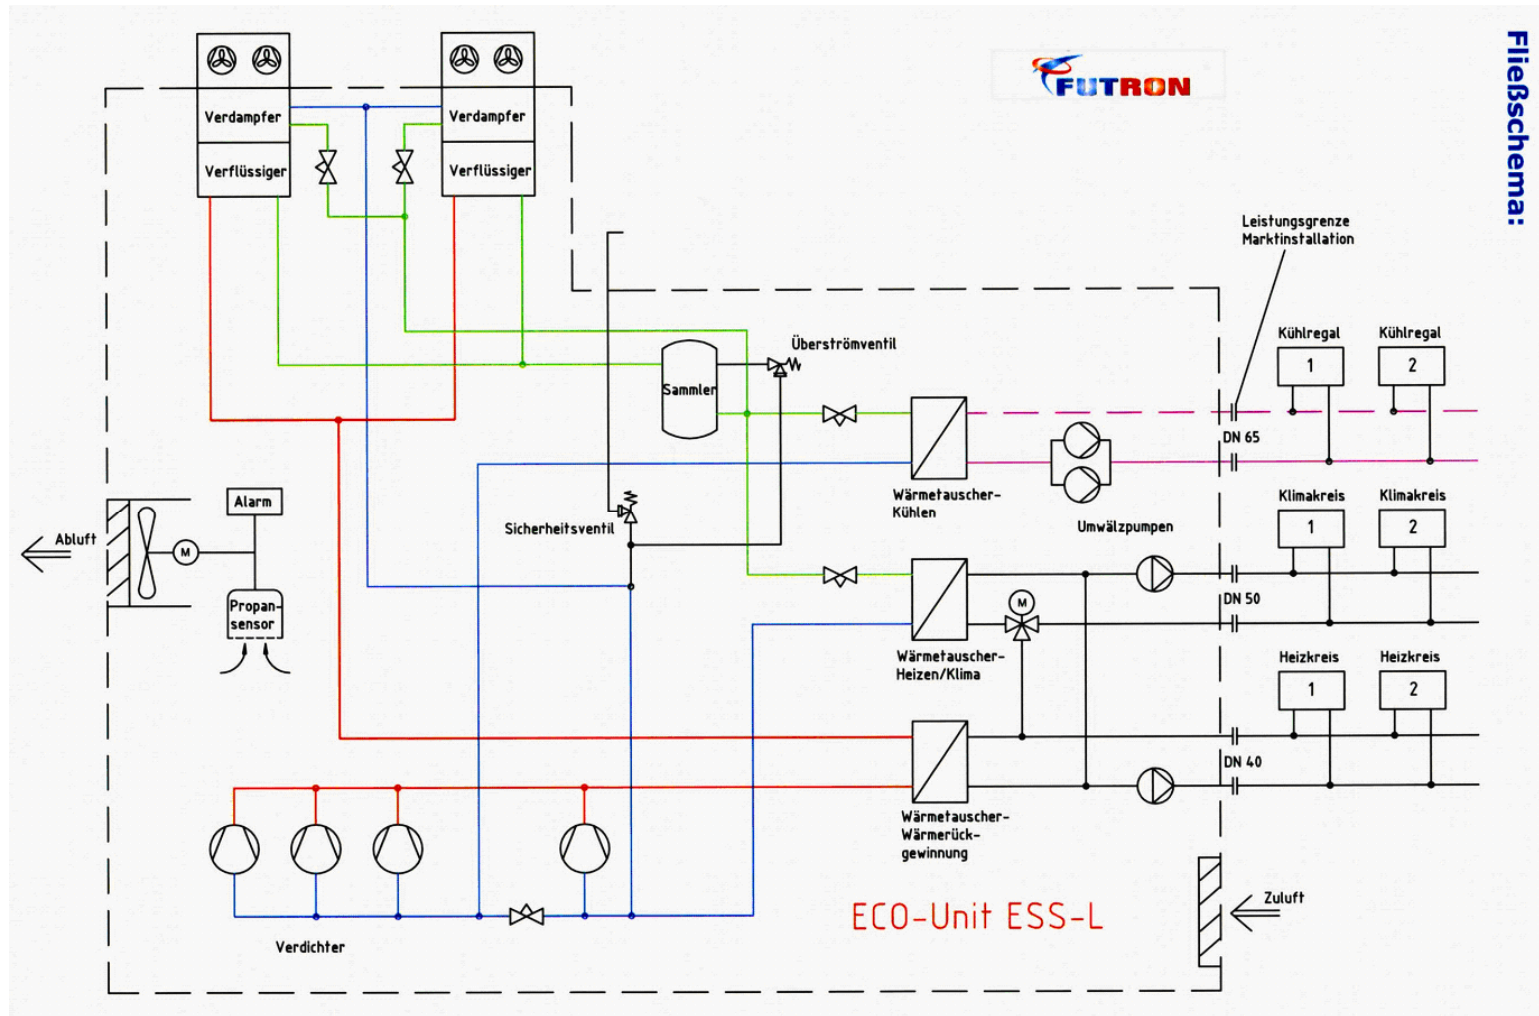 Fließschema:
FUTRON
Verdampfer
Verdampfer
Verflüssiger
Verflüssiger
Leistungsgrenze
Marktinstallation
Überströmventil
Kühlregal
Kühlregal
1
2
Sammler
DN 65
Wärmetauscher-
Kühlen
Alarm
Sicherheitsventil
Umwälzpumpen
Klimakreis
Klimakreis
1
2
Abluft
M
Propan-
sensor
M
DN 50
Wärmetauscher-
Heizen/Klima
Heizkreis
Heizkreis
1
2
DN 40
Wärmetauscher-
Wärmerück-
gewinnung
Zuluft
ECO-Unit ESS-L
Verdichter